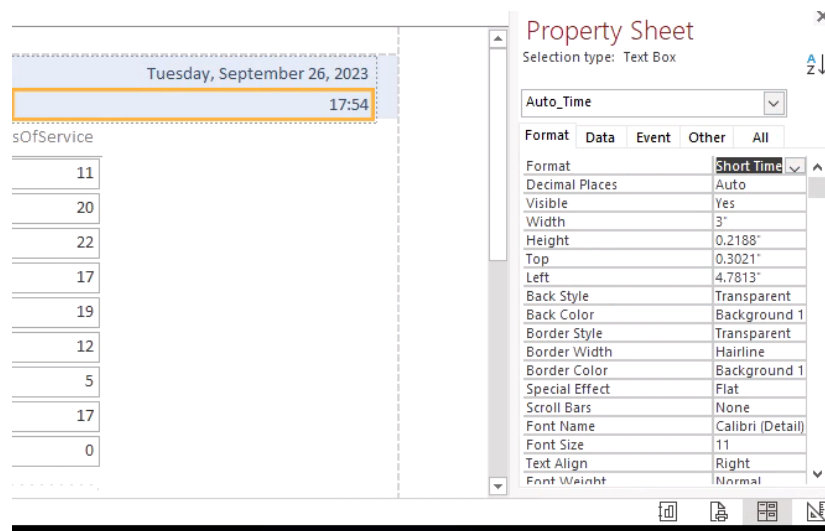 Tuesday, September 26, 2023
17:54
sOfService
11
20
22
17
19
12
5
17
0
Property Sheet
Selection type: Text Box
AZ
Auto_Time
Format Data Event Other All
Format Short Time
Decimal Places Auto
Visible Yes
Width 3"
Height 0.2188"
Top 0.3021"
Left 4.7813"
Back Style Transparent
Back Color Background 1
Border Style Transparent
Border Width Hairline
Border Color Background 1
Special Effect Flat
Scroll Bars None
Font Name Calibri (Detail)
Font Size 11
Text Align Right
Font Weight Normal